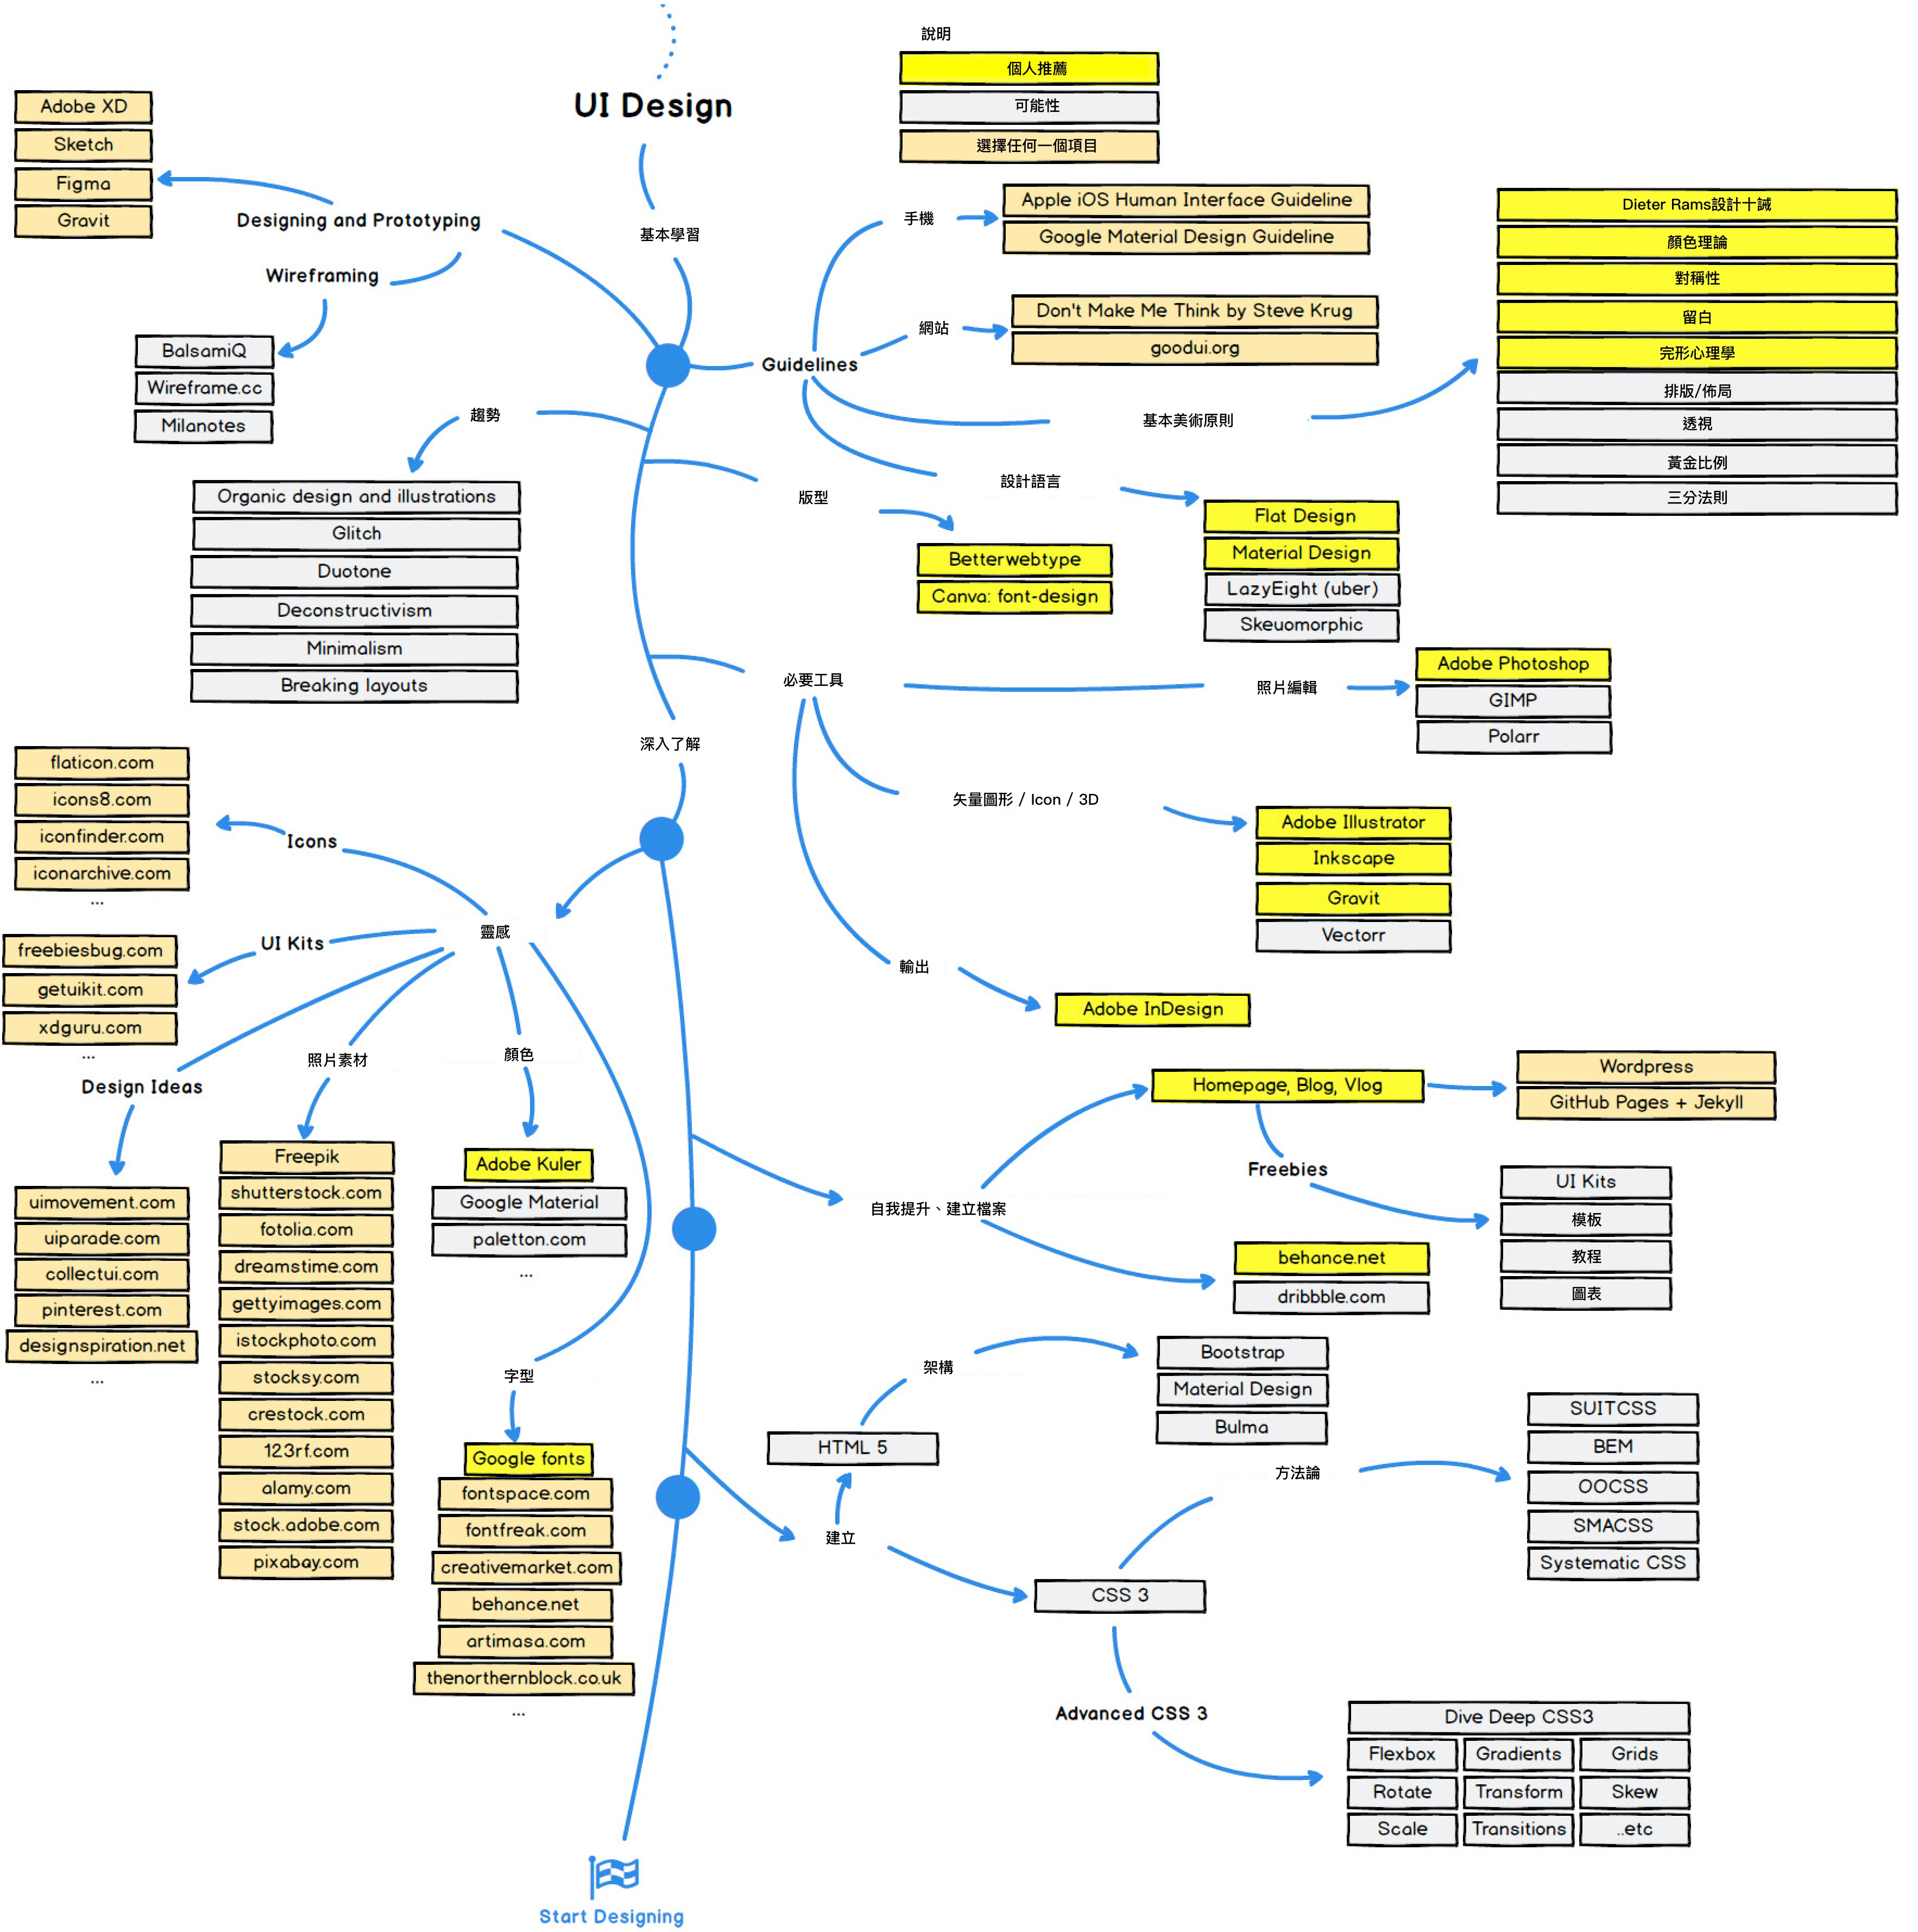 說明
個人推薦
可能性
選擇任何一個項目
UI Design
基本學習
Designing and Prototyping
Adobe XD
Sketch
Figma
Gravit
Wireframing
BalsamiQ
Wireframe.cc
Milanotes
Guidelines
手機
Apple iOS Human Interface Guideline
Google Material Design Guideline
網站
Don't Make Me Think by Steve Krug
goodui.org
基本美術原則
Dieter Rams設計十誡
顏色理論
對稱性
留白
完形心理學
排版/佈局
透視
黃金比例
三分法則
設計語言
Flat Design
Material Design
LazyEight (uber)
Skeuomorphic
趨勢
Organic design and illustrations
Glitch
Duotone
Deconstructivism
Minimalism
Breaking layouts
版型
Betterwebtype
Canva: font-design
必要工具
照片編輯
Adobe Photoshop
GIMP
Polarr
矢量圖形 / Icon / 3D
Adobe Illustrator
Inkscape
Gravit
Vectorr
輸出
Adobe InDesign
深入了解
靈感
Icons
flaticon.com
icons8.com
iconfinder.com
iconarchive.com
...
UI Kits
freebiesbug.com
getuikit.com
xdguru.com
...
Design Ideas
uimovement.com
uiparade.com
collectui.com
pinterest.com
designspiration.net
...
照片素材
Freepik
shutterstock.com
fotolia.com
dreamstime.com
gettyimages.com
istockphoto.com
stocksy.com
crestock.com
123rf.com
alamy.com
stock.adobe.com
pixabay.com
顏色
Adobe Kuler
Google Material
paletton.com
...
字型
Google fonts
fontspace.com
fontfreak.com
creativemarket.com
behance.net
artimasa.com
thenorthernblock.co.uk
...
自我提升、建立檔案
Homepage, Blog, Vlog
Wordpress
GitHub Pages + Jekyll
Freebies
UI Kits
模板
教程
圖表
behance.net
dribbble.com
建立
HTML 5
架構
Bootstrap
Material Design
Bulma
CSS 3
方法論
SUITCSS
BEM
OOCSS
SMACSS
Systematic CSS
Advanced CSS 3
Dive Deep CSS3
Flexbox Gradients Grids
Rotate Transform Skew
Scale Transitions ..etc
Start Designing